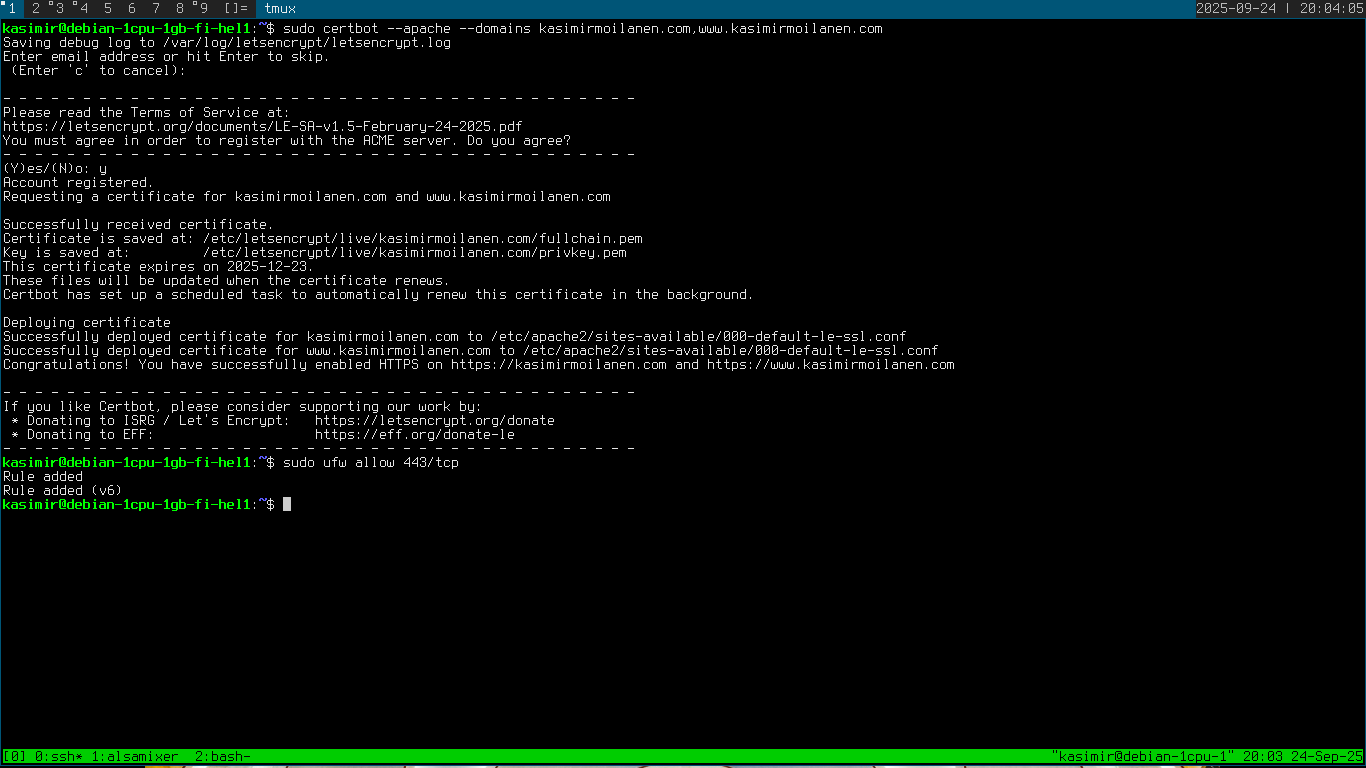 1 2 3 4 5 6 7 8 9 []= tmux 2025-09-24 | 20:04:05
kasimir@debian-1cpu-1gb-fi-hel1:~$ sudo certbot --apache --domains kasimirmoilanen.com,www.kasimirmoilanen.com
Saving debug log to /var/log/letsencrypt/letsencrypt.log
Enter email address or hit Enter to skip.
 (Enter 'c' to cancel):
- - - - - - - - - - - - - - - - - - - - - - - - - - - - - - - - - - - - - - - -
Please read the Terms of Service at:
https://letsencrypt.org/documents/LE-SA-v1.5-February-24-2025.pdf
You must agree in order to register with the ACME server. Do you agree?
- - - - - - - - - - - - - - - - - - - - - - - - - - - - - - - - - - - - - - - -
(Y)es/(N)o: y
Account registered.
Requesting a certificate for kasimirmoilanen.com and www.kasimirmoilanen.com
Successfully received certificate.
Certificate is saved at: /etc/letsencrypt/live/kasimirmoilanen.com/fullchain.pem
Key is saved at:         /etc/letsencrypt/live/kasimirmoilanen.com/privkey.pem
This certificate expires on 2025-12-23.
These files will be updated when the certificate renews.
Certbot has set up a scheduled task to automatically renew this certificate in the background.
Deploying certificate
Successfully deployed certificate for kasimirmoilanen.com to /etc/apache2/sites-available/000-default-le-ssl.conf
Successfully deployed certificate for www.kasimirmoilanen.com to /etc/apache2/sites-available/000-default-le-ssl.conf
Congratulations! You have successfully enabled HTTPS on https://kasimirmoilanen.com and https://www.kasimirmoilanen.com
- - - - - - - - - - - - - - - - - - - - - - - - - - - - - - - - - - - - - - - -
If you like Certbot, please consider supporting our work by:
 * Donating to ISRG / Let's Encrypt:   https://letsencrypt.org/donate
 * Donating to EFF:                    https://eff.org/donate-le
- - - - - - - - - - - - - - - - - - - - - - - - - - - - - - - - - - - - - - - -
kasimir@debian-1cpu-1gb-fi-hel1:~$ sudo ufw allow 443/tcp
Rule added
Rule added (v6)
kasimir@debian-1cpu-1gb-fi-hel1:~$
[0] 0:ssh* 1:alsamixer  2:bash- "kasimir@debian-1cpu-1" 20:03 24-Sep-25